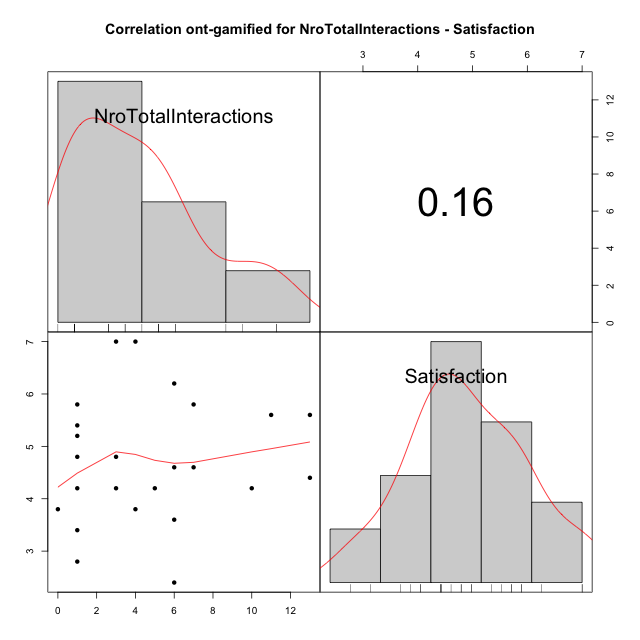 Correlation ont-gamified for NroTotalInteractions - Satisfaction
3 4 5 6 7
NroTotalInteractions
0.16
12
10
8
6
4
2
0
7
6
5
4
3
Satisfaction
0 2 4 6 8 10 12